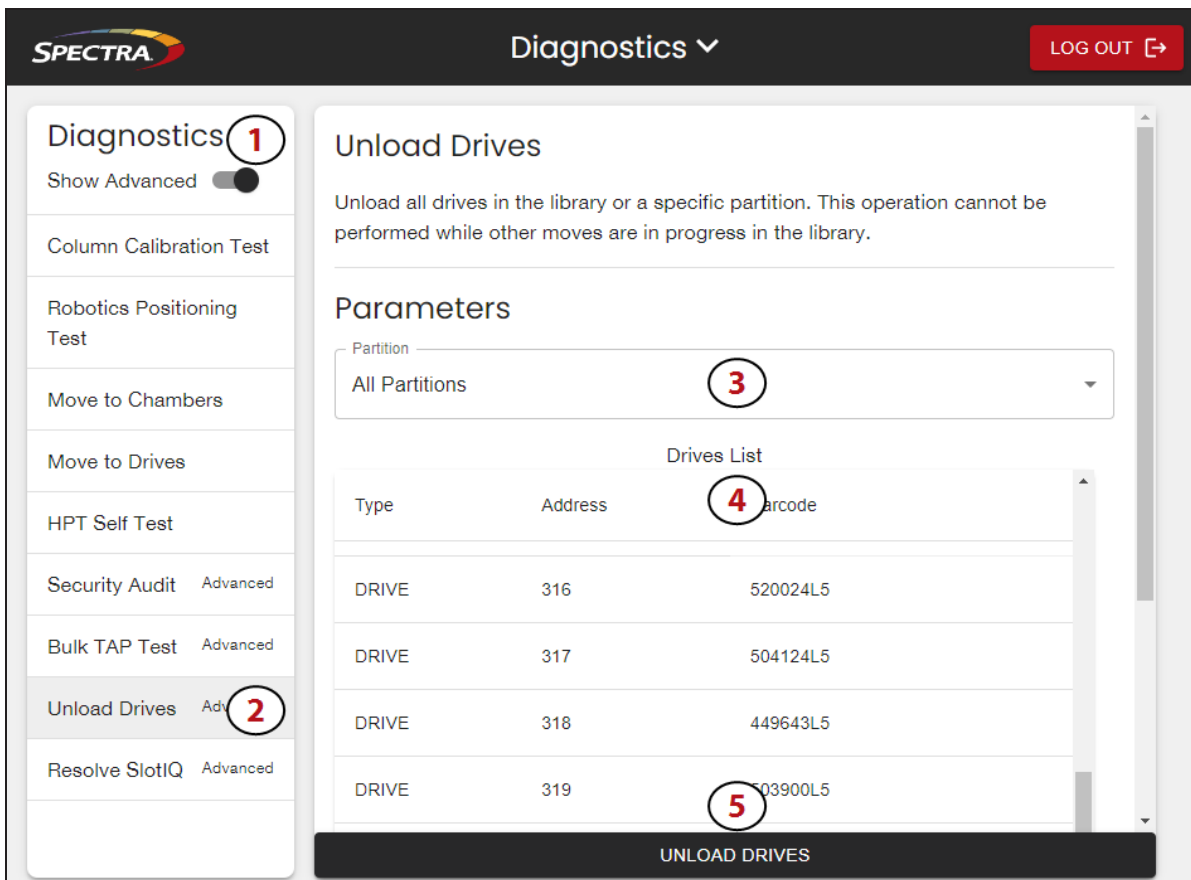 SPECTRA
Diagnostics
LOG OUT
Diagnostics
1
Show Advanced
Column Calibration Test
Robotics Positioning
Test
Move to Chambers
Move to Drives
HPT Self Test
Security Audit Advanced
Bulk TAP Test Advanced
Unload Drives Adv
2
Resolve SlotIQ Advanced
Unload Drives
Unload all drives in the library or a specific partition. This operation cannot be
performed while other moves are in progress in the library.
Parameters
Partition
All Partitions
3
Drives List
Type Address 4 arcode
DRIVE 316 520024L5
DRIVE 317 504124L5
DRIVE 318 449643L5
DRIVE 319 03900L5
5
UNLOAD DRIVES